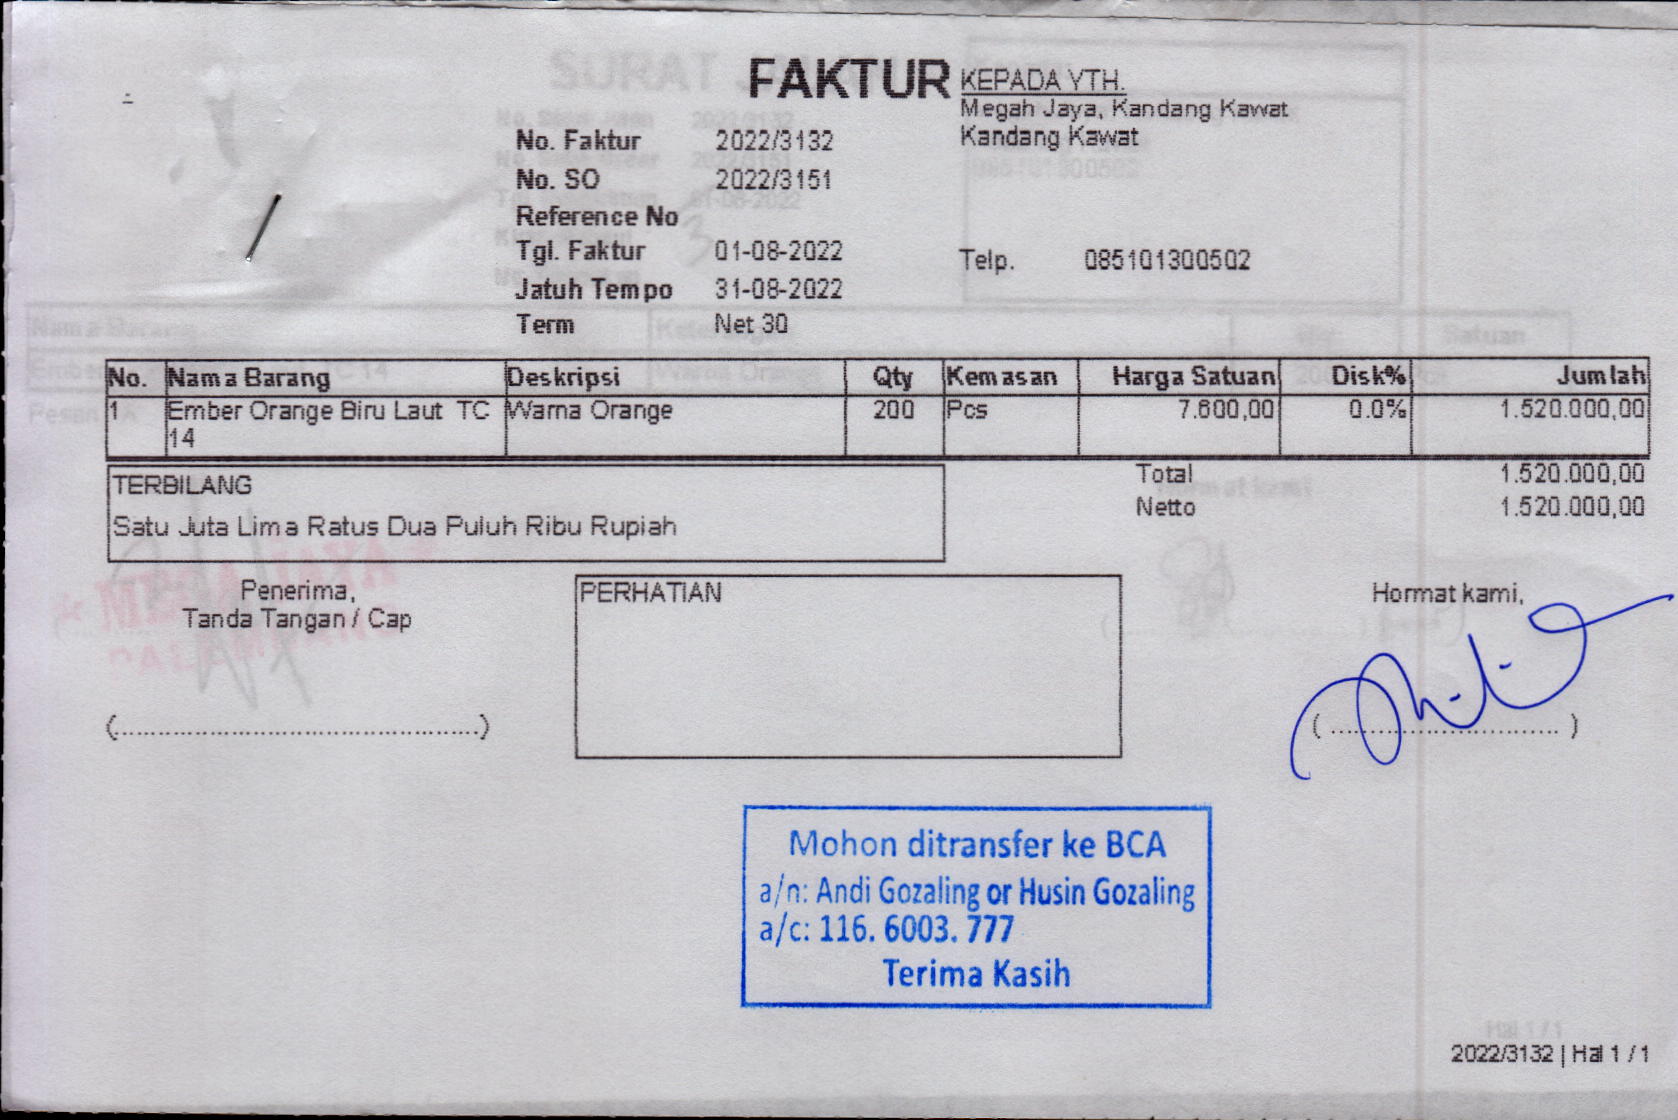 FAKTUR
No. Faktur 2022/3132
No. SO 2022/3151
Reference No
Tgl. Faktur 01-08-2022
Jatuh Tempo 31-08-2022
Term Net 30
KEPADA YTH.
Megah Jaya, Kandang Kawat
Kandang Kawat
Telp. 085101300502
No. Nama Barang Deskripsi Qty Kemasan Harga Satuan Disk% Jumlah
1 Ember Orange Biru Laut TC Warna Orange 200 Pcs 7.600,00 0.0% 1.520.000,00
14
TERBILANG
Satu Juta Lima Ratus Dua Puluh Ribu Rupiah
Total 1.520.000,00
Netto 1.520.000,00
Penerima,
Tanda Tangan / Cap
(................................................)
PERHATIAN
Hormat kami,
( .............................. )
Mohon ditransfer ke BCA
a/n: Andi Gozaling or Husin Gozaling
a/c: 116. 6003. 777
Terima Kasih
2022/3132 | Hal 1 / 1